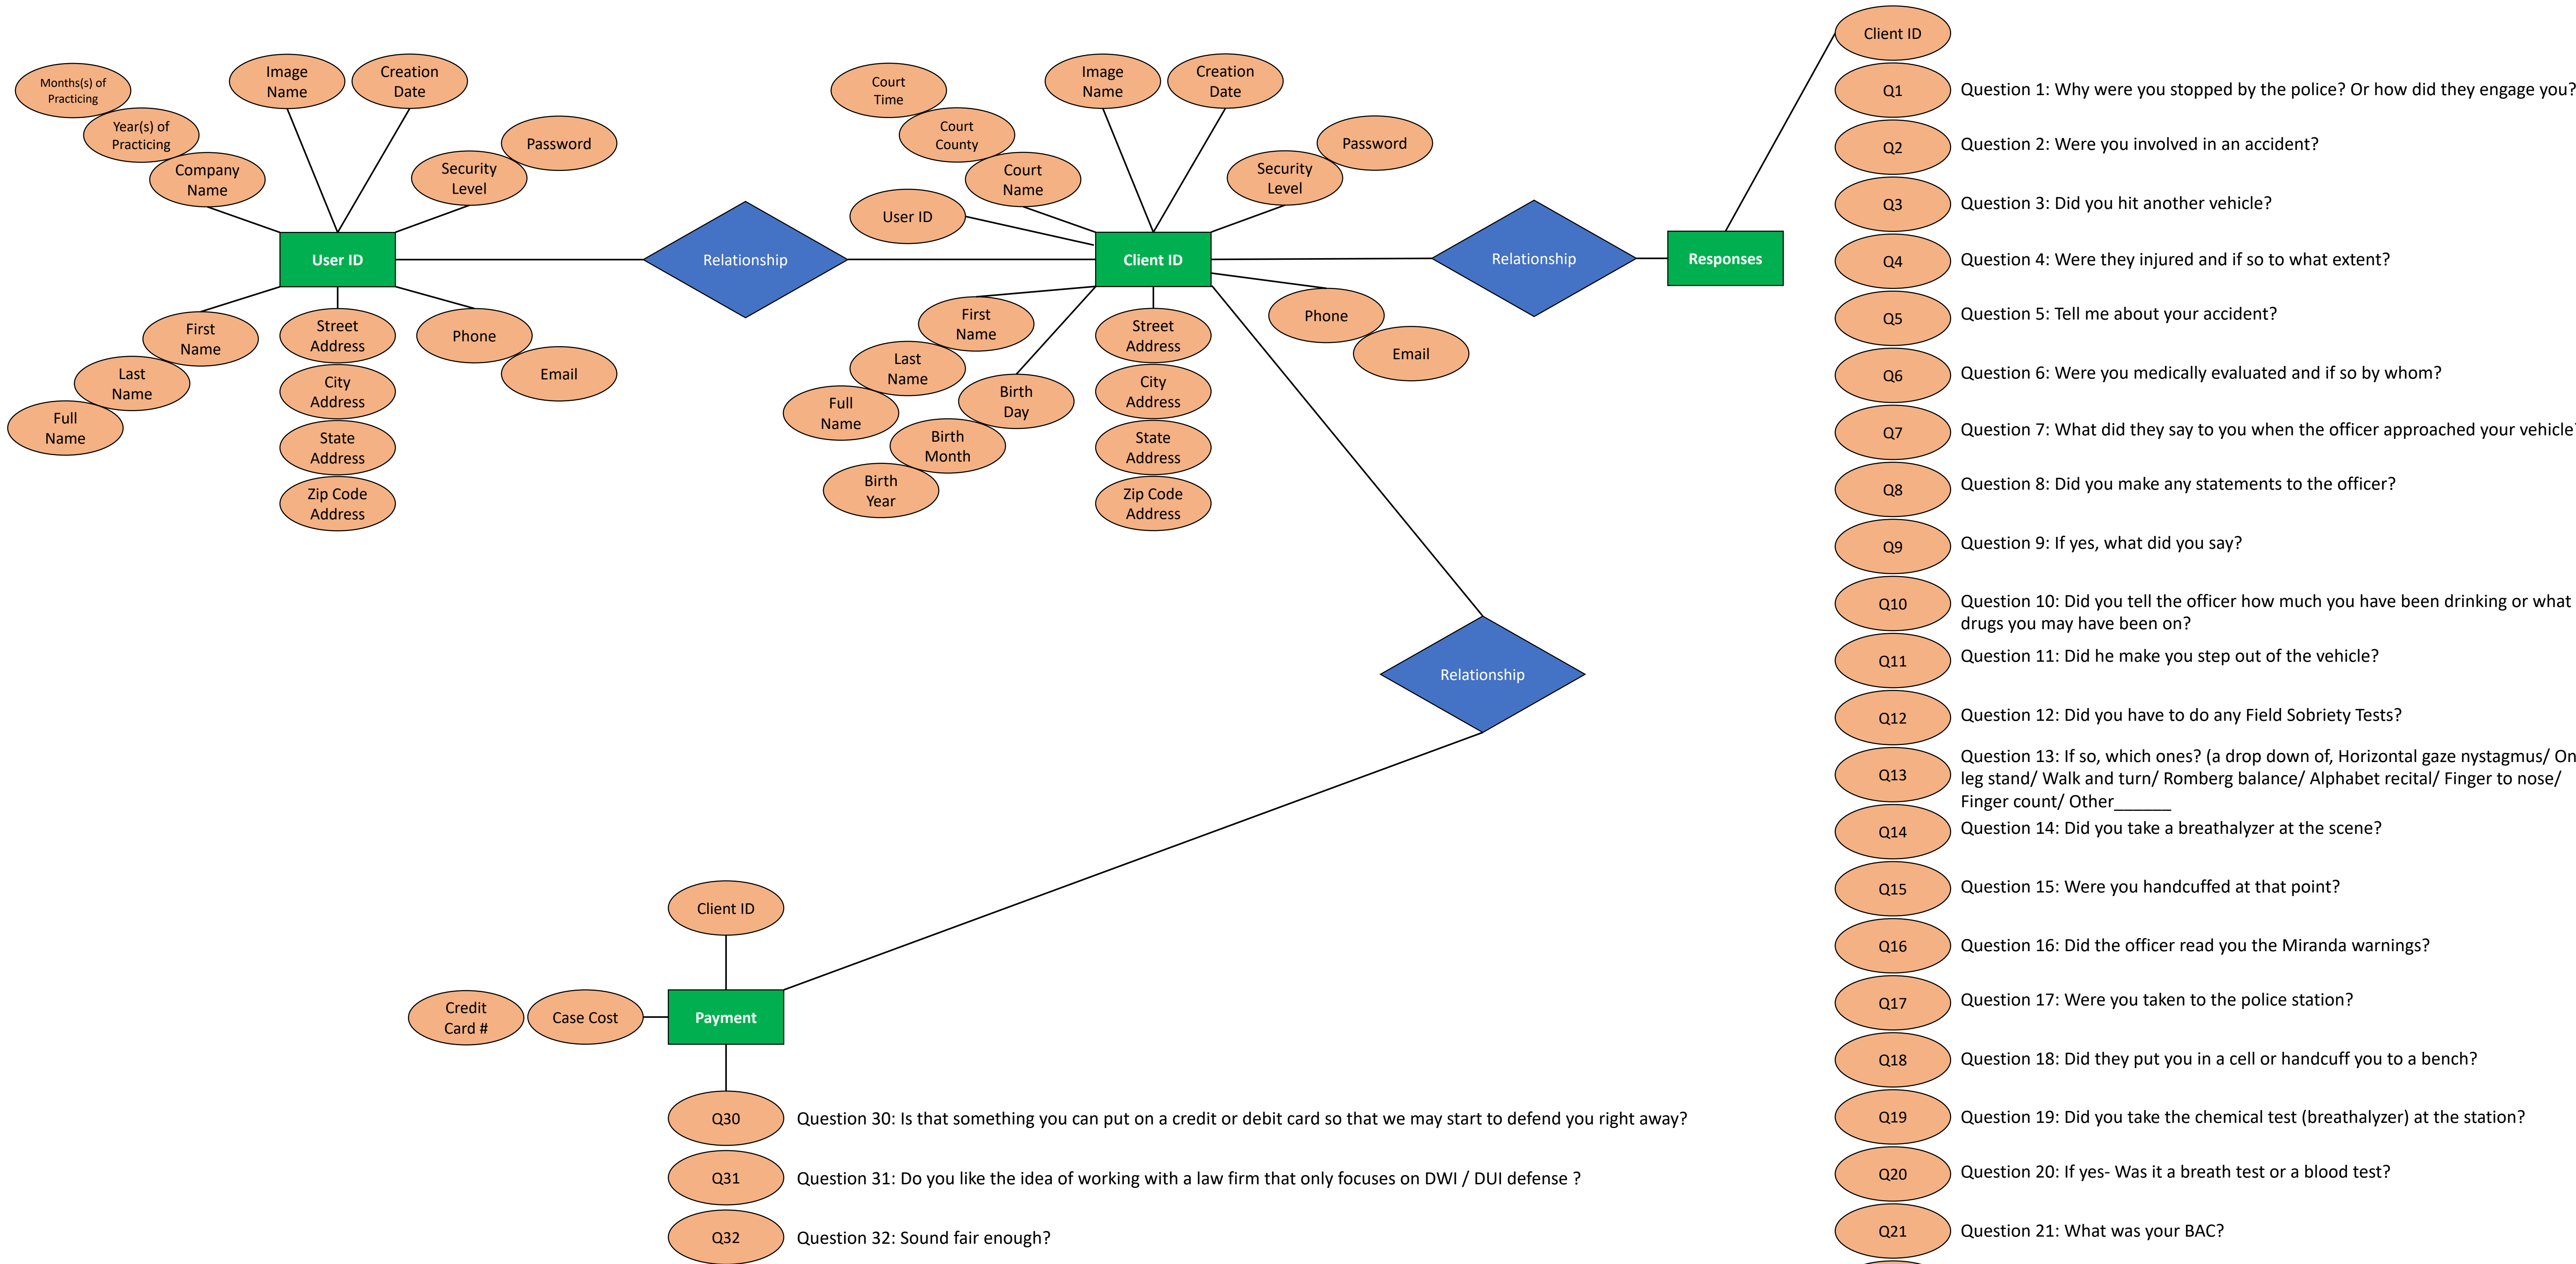 Months(s) of
Practicing
Year(s) of
Practicing
Company
Name
Image
Name
Creation
Date
Password
Security
Level
User ID
First
Name
Last
Name
Full
Name
Street
Address
City
Address
State
Address
Zip Code
Address
Phone
Email
Relationship
Court
Time
Court
County
Court
Name
User ID
Image
Name
Creation
Date
Password
Security
Level
Client ID
First
Name
Last
Name
Full
Name
Birth
Day
Birth
Month
Birth
Year
Street
Address
City
Address
State
Address
Zip Code
Address
Phone
Email
Relationship
Responses
Relationship
Client ID
Credit
Card #
Case Cost
Payment
Q30
Question 30: Is that something you can put on a credit or debit card so that we may start to defend you right away?
Q31
Question 31: Do you like the idea of working with a law firm that only focuses on DWI / DUI defense ?
Q32
Question 32: Sound fair enough?
Client ID
Q1
Question 1: Why were you stopped by the police? Or how did they engage you?
Q2
Question 2: Were you involved in an accident?
Q3
Question 3: Did you hit another vehicle?
Q4
Question 4: Were they injured and if so to what extent?
Q5
Question 5: Tell me about your accident?
Q6
Question 6: Were you medically evaluated and if so by whom?
Q7
Question 7: What did they say to you when the officer approached your vehicle?
Q8
Question 8: Did you make any statements to the officer?
Q9
Question 9: If yes, what did you say?
Q10
Question 10: Did you tell the officer how much you have been drinking or what
drugs you may have been on?
Q11
Question 11: Did he make you step out of the vehicle?
Q12
Question 12: Did you have to do any Field Sobriety Tests?
Q13
Question 13: If so, which ones? (a drop down of, Horizontal gaze nystagmus/ On
leg stand/ Walk and turn/ Romberg balance/ Alphabet recital/ Finger to nose/
Finger count/ Other______
Q14
Question 14: Did you take a breathalyzer at the scene?
Q15
Question 15: Were you handcuffed at that point?
Q16
Question 16: Did the officer read you the Miranda warnings?
Q17
Question 17: Were you taken to the police station?
Q18
Question 18: Did they put you in a cell or handcuff you to a bench?
Q19
Question 19: Did you take the chemical test (breathalyzer) at the station?
Q20
Question 20: If yes- Was it a breath test or a blood test?
Q21
Question 21: What was your BAC?